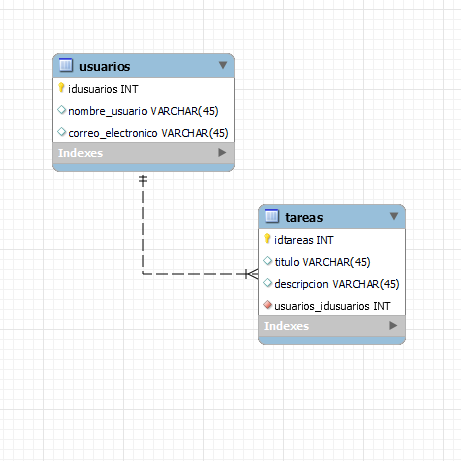 usuarios
idusuarios INT
nombre_usuario VARCHAR(45)
correo_electronico VARCHAR(45)
Indexes
tareas
idtareas INT
titulo VARCHAR(45)
descripcion VARCHAR(45)
usuarios_idusuarios INT
Indexes